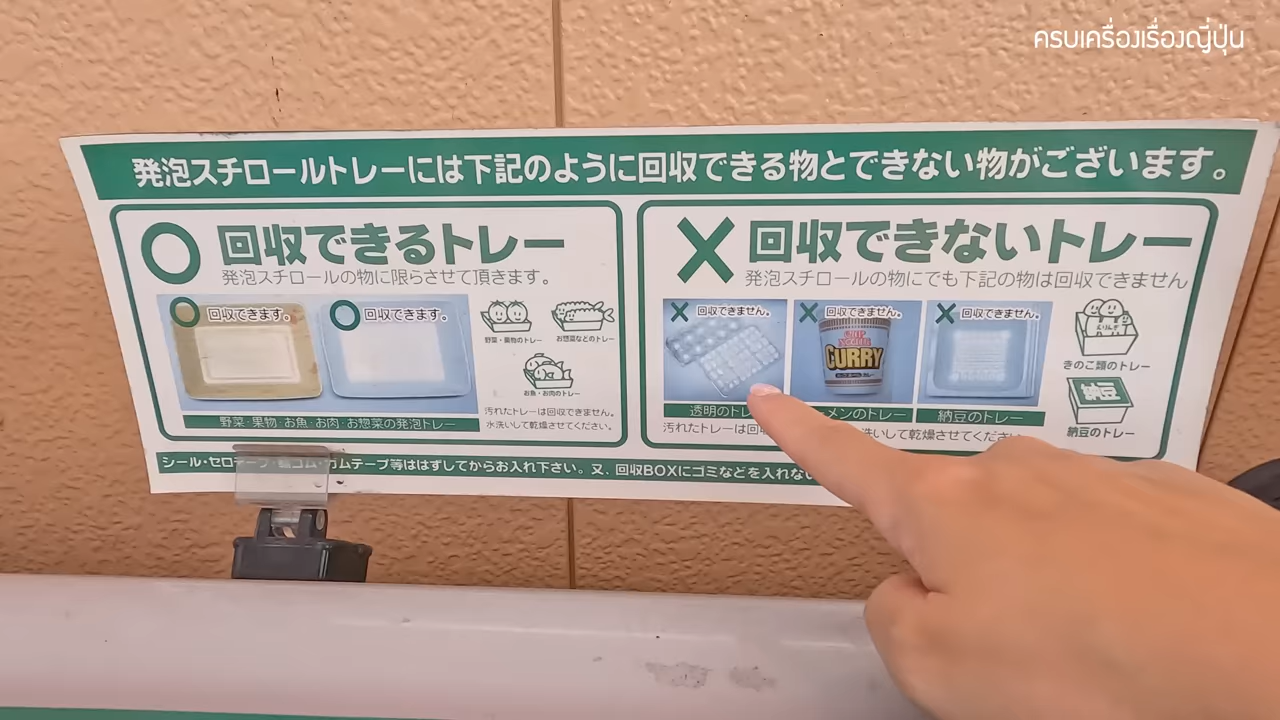 ครบเครื่องเรื่องญี่ปุ่น
発泡スチロールトレーには下記のように回収できる物とできない物がございます。
回収できるトレー
発泡スチロールの物に限らさせて頂きます。
回収できます。
回収できます。
野菜・果物のトレー
お惣菜などのトレー
お魚・お肉のトレー
野菜・果物・お魚・お肉・お惣菜の発泡トレー
汚れたトレーは回収できません。
水洗いして乾燥させてください。
回収できないトレー
発泡スチロールの物にでも下記の物は回収できません
回収できません。
回収できません。
回収できません。
CURRY
えりんぎ
きのこ類のトレー
納豆
納豆のトレー
透明のトレ
ーメンのトレー
納豆のトレー
汚れたトレーは回
洗いして乾燥させてくださ
シール・セロテープ・輪ゴム・ガムテープ等ははずしてからお入れ下さい。又、回収BOXにゴミなどを入れな